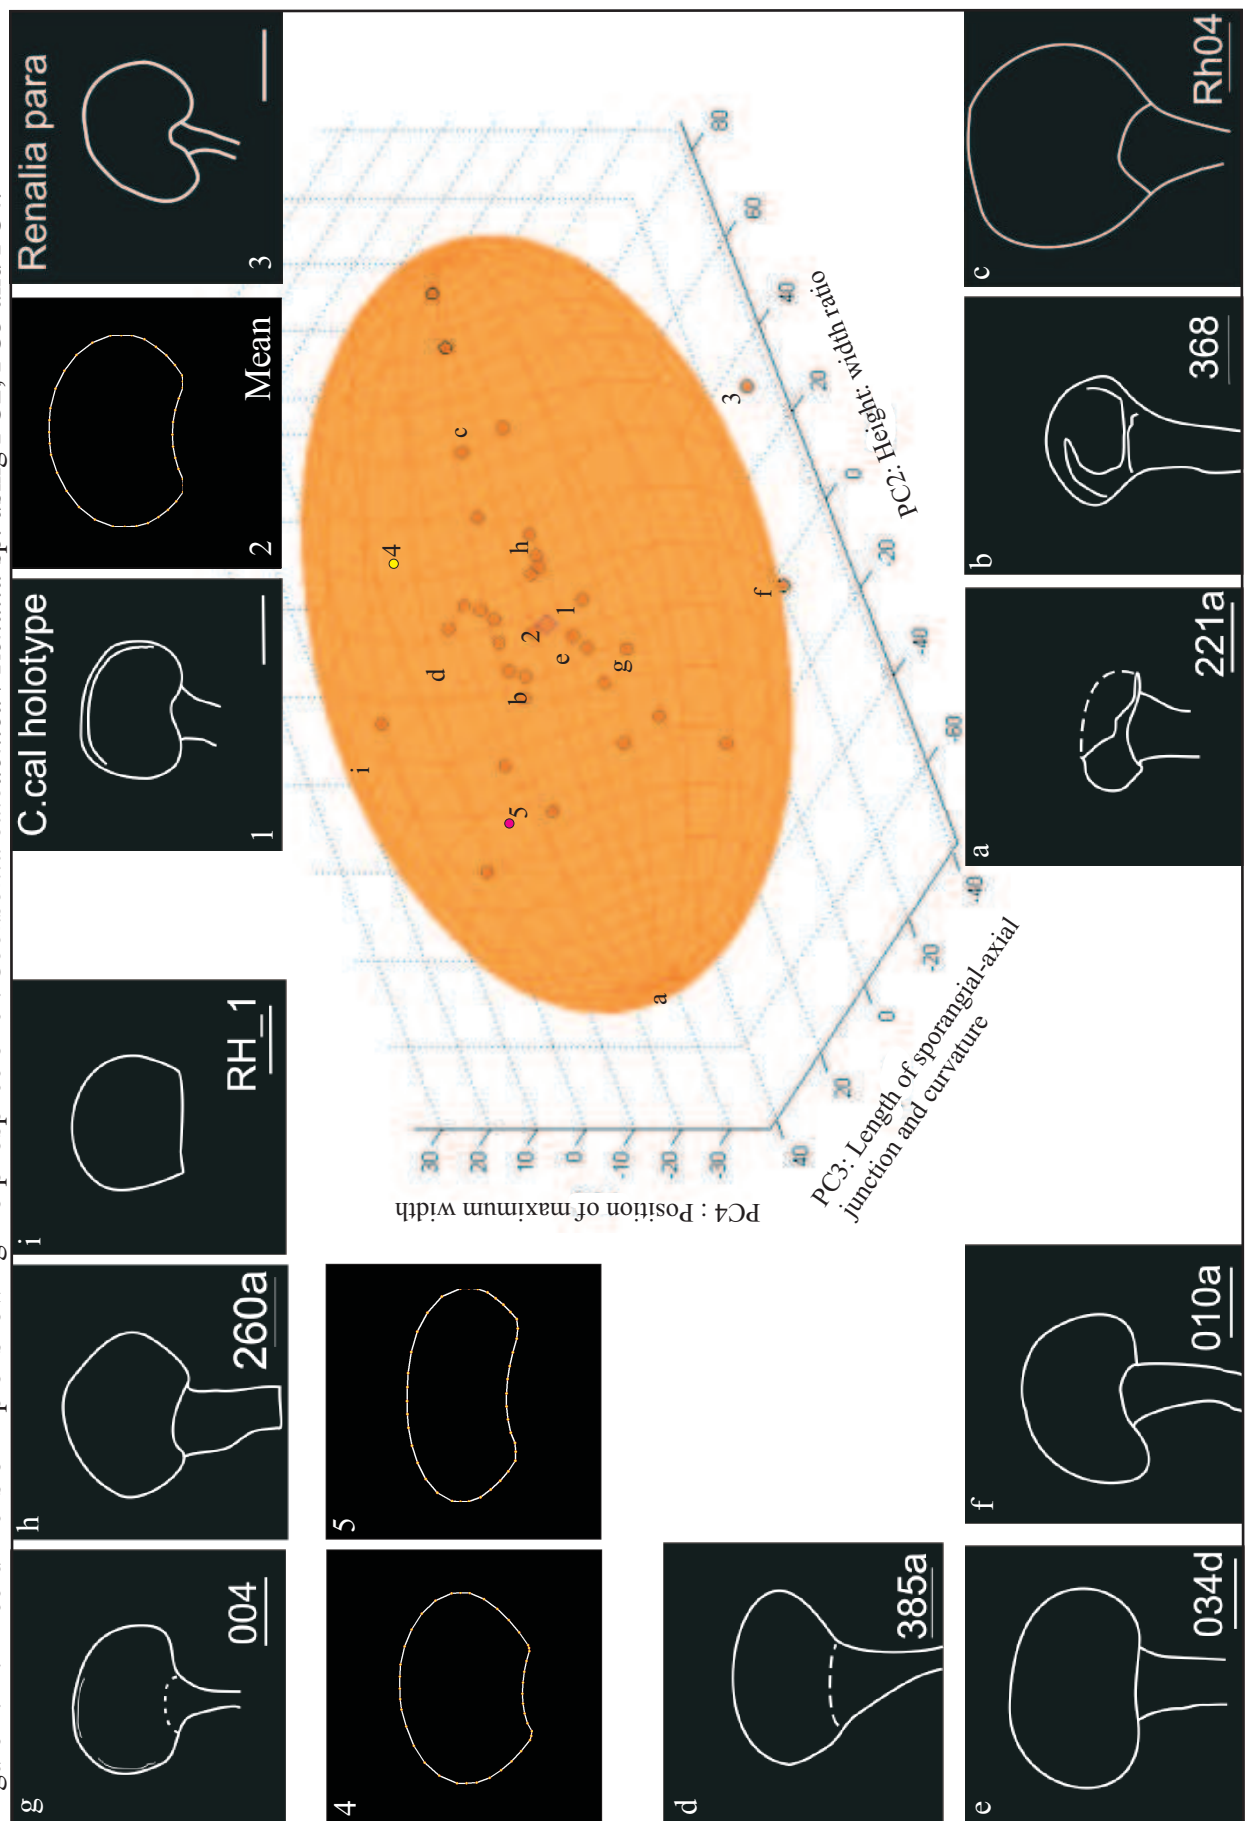 g
004
h
260a
i
RH_1
1
C.cal holotype
2
Mean
3
Renalia para
4
5
PC4 : Position of maximum width
30
20
10
0
-10
-20
-30
i
4
d
c
5
b
2
h
e
1
g
a
3
f
40
20
0
-20
-40
PC3: Length of sporangial-axial
junction and curvature
-60
-40
-20
0
20
40
60
80
PC2: Height: width ratio
d
385a
e
034d
f
010a
a
221a
b
368
c
Rh04